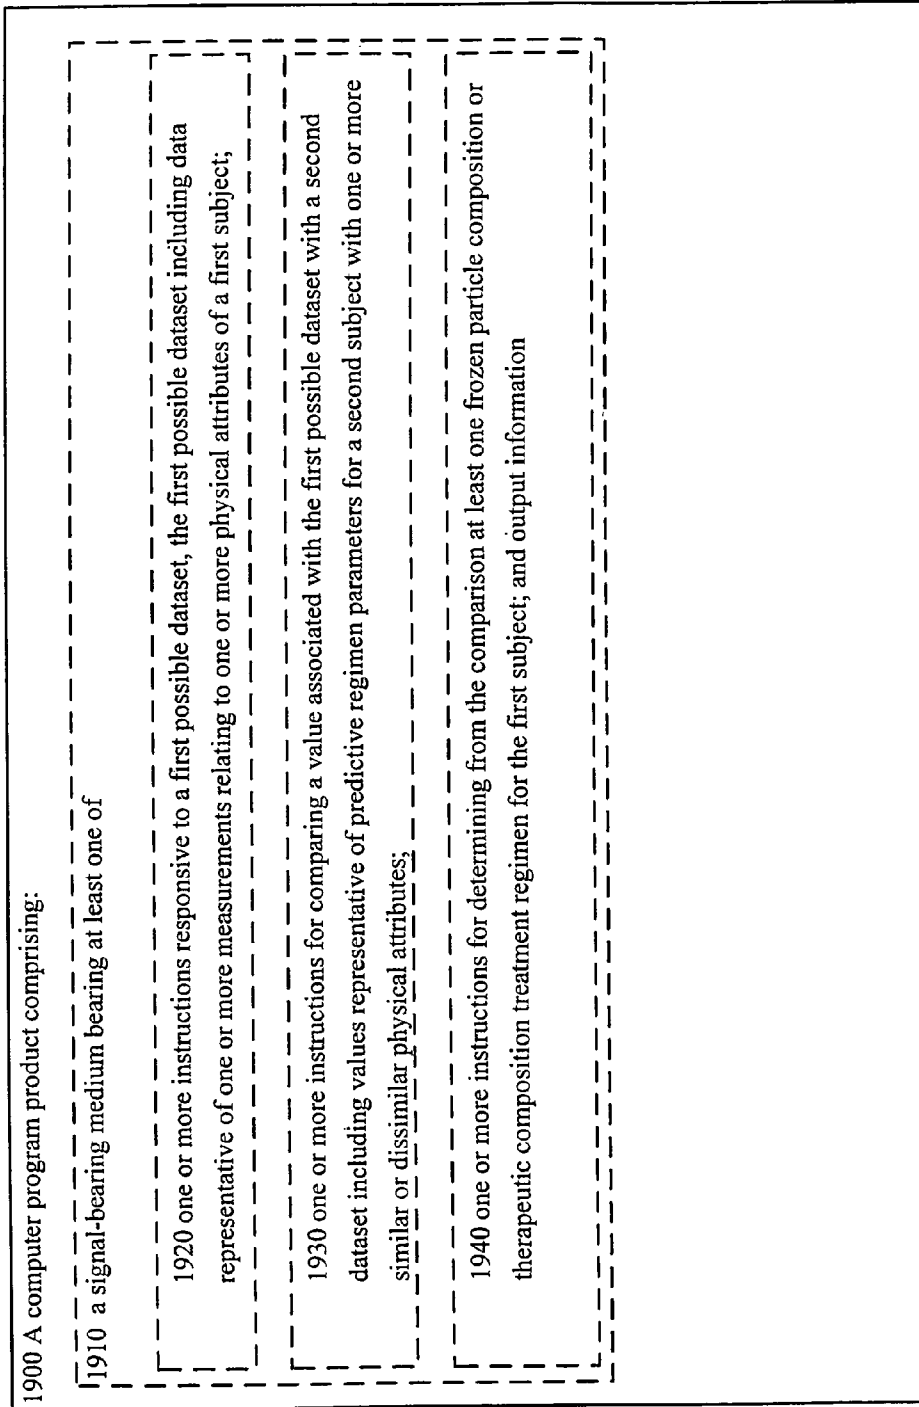 1900 A computer program product comprising:
1910 a signal-bearing medium bearing at least one of
1920 one or more instructions responsive to a first possible dataset, the first possible dataset including data
representative of one or more measurements relating to one or more physical attributes of a first subject;
1930 one or more instructions for comparing a value associated with the first possible dataset with a second
dataset including values representative of predictive regimen parameters for a second subject with one or more
similar or dissimilar physical attributes;
1940 one or more instructions for determining from the comparison at least one frozen particle composition or
therapeutic composition treatment regimen for the first subject; and output information